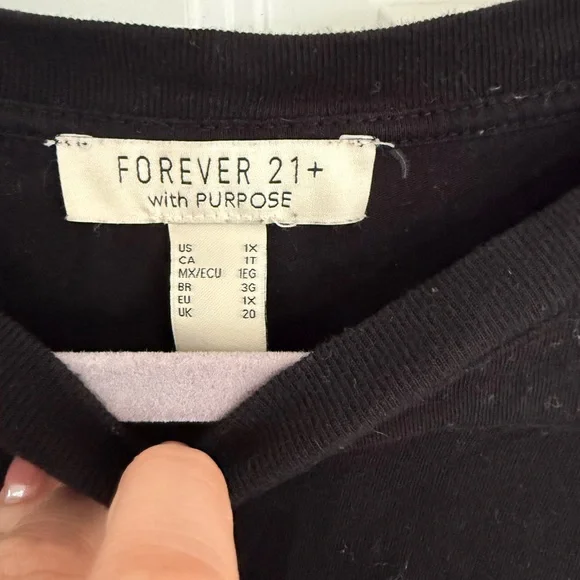 FOREVER 21+
with PURPOSE
US 1X
CA 1T
MX/ECU 1EG
BR 3G
EU 1X
UK 20